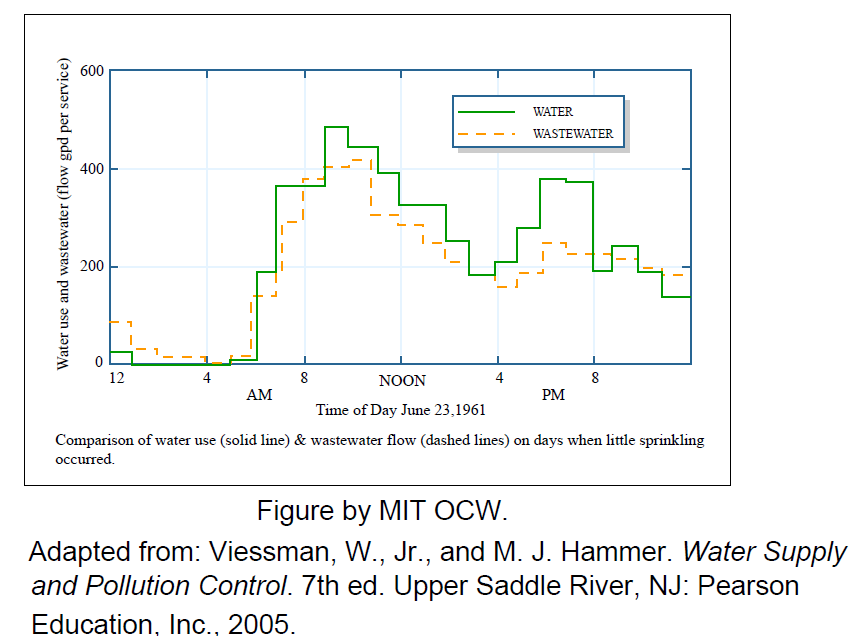 Water use and wastewater (flow gpd per service)
600
400
200
0
WATER
WASTEWATER
12 4 8 NOON 4 8
AM PM
Time of Day June 23,1961
Comparison of water use (solid line) & wastewater flow (dashed lines) on days when little sprinkling
occurred.
Figure by MIT OCW.
Adapted from: Viessman, W., Jr., and M. J. Hammer. Water Supply
and Pollution Control. 7th ed. Upper Saddle River, NJ: Pearson
Education, Inc., 2005.